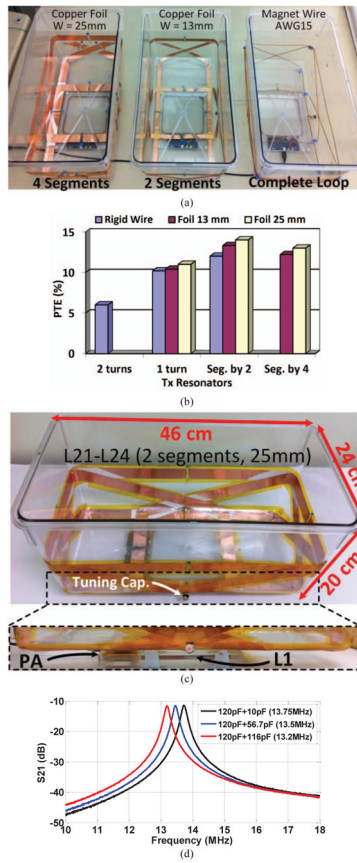 Copper Foil Copper Foil Magnet Wire
W = 25mm W = 13mm AWG15
4 Segments 2 Segments Complete Loop
(a)
15
10
5
0
PTE (%)
Rigid Wire Foil 13 mm Foil 25 mm
2 turns 1 turn Seg. by 2 Seg. by 4
Tx Resonators
(b)
46 cm
L21-L24 (2 segments, 25mm)
24 cm
20 cm
Tuning Cap.
PA L1
(c)
-10
-20
-30
-40
-50
S21 (dB)
120pF+10pF (13.75MHz)
120pF+56.7pF (13.5MHz)
120pF+116pF (13.2MHz)
10 11 12 13 14 15 16 17 18
Frequency (MHz)
(d)